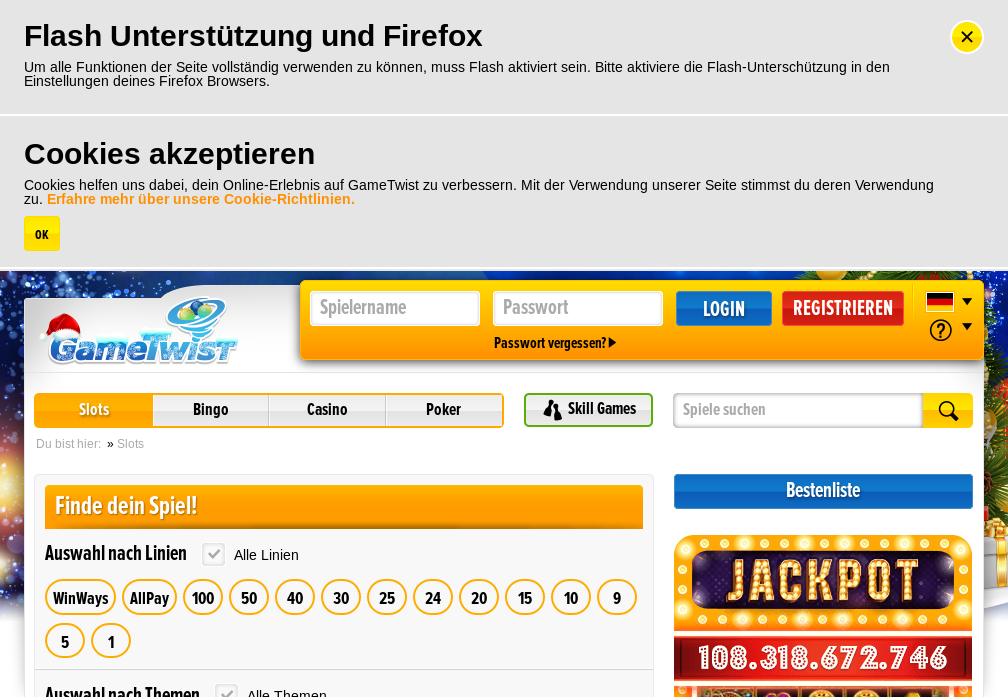 Flash Unterstützung und Firefox
Um alle Funktionen der Seite vollständig verwenden zu können, muss Flash aktiviert sein. Bitte aktiviere die Flash-Unterschützung in den
Einstellungen deines Firefox Browsers.
Cookies akzeptieren
Cookies helfen uns dabei, dein Online-Erlebnis auf GameTwist zu verbessern. Mit der Verwendung unserer Seite stimmst du deren Verwendung
zu. Erfahre mehr über unsere Cookie-Richtlinien.
OK
GameTwist
Spielername
Passwort
LOGIN
REGISTRIEREN
Passwort vergessen?
Slots
Bingo
Casino
Poker
Skill Games
Spiele suchen
Du bist hier: » Slots
Finde dein Spiel!
Bestenliste
Auswahl nach Linien
Alle Linien
WinWays AllPay 100 50 40 30 25 24 20 15 10 9
5 1
JACKPOT
108.318.672.746
Auswahl nach Themen
Alle Themen